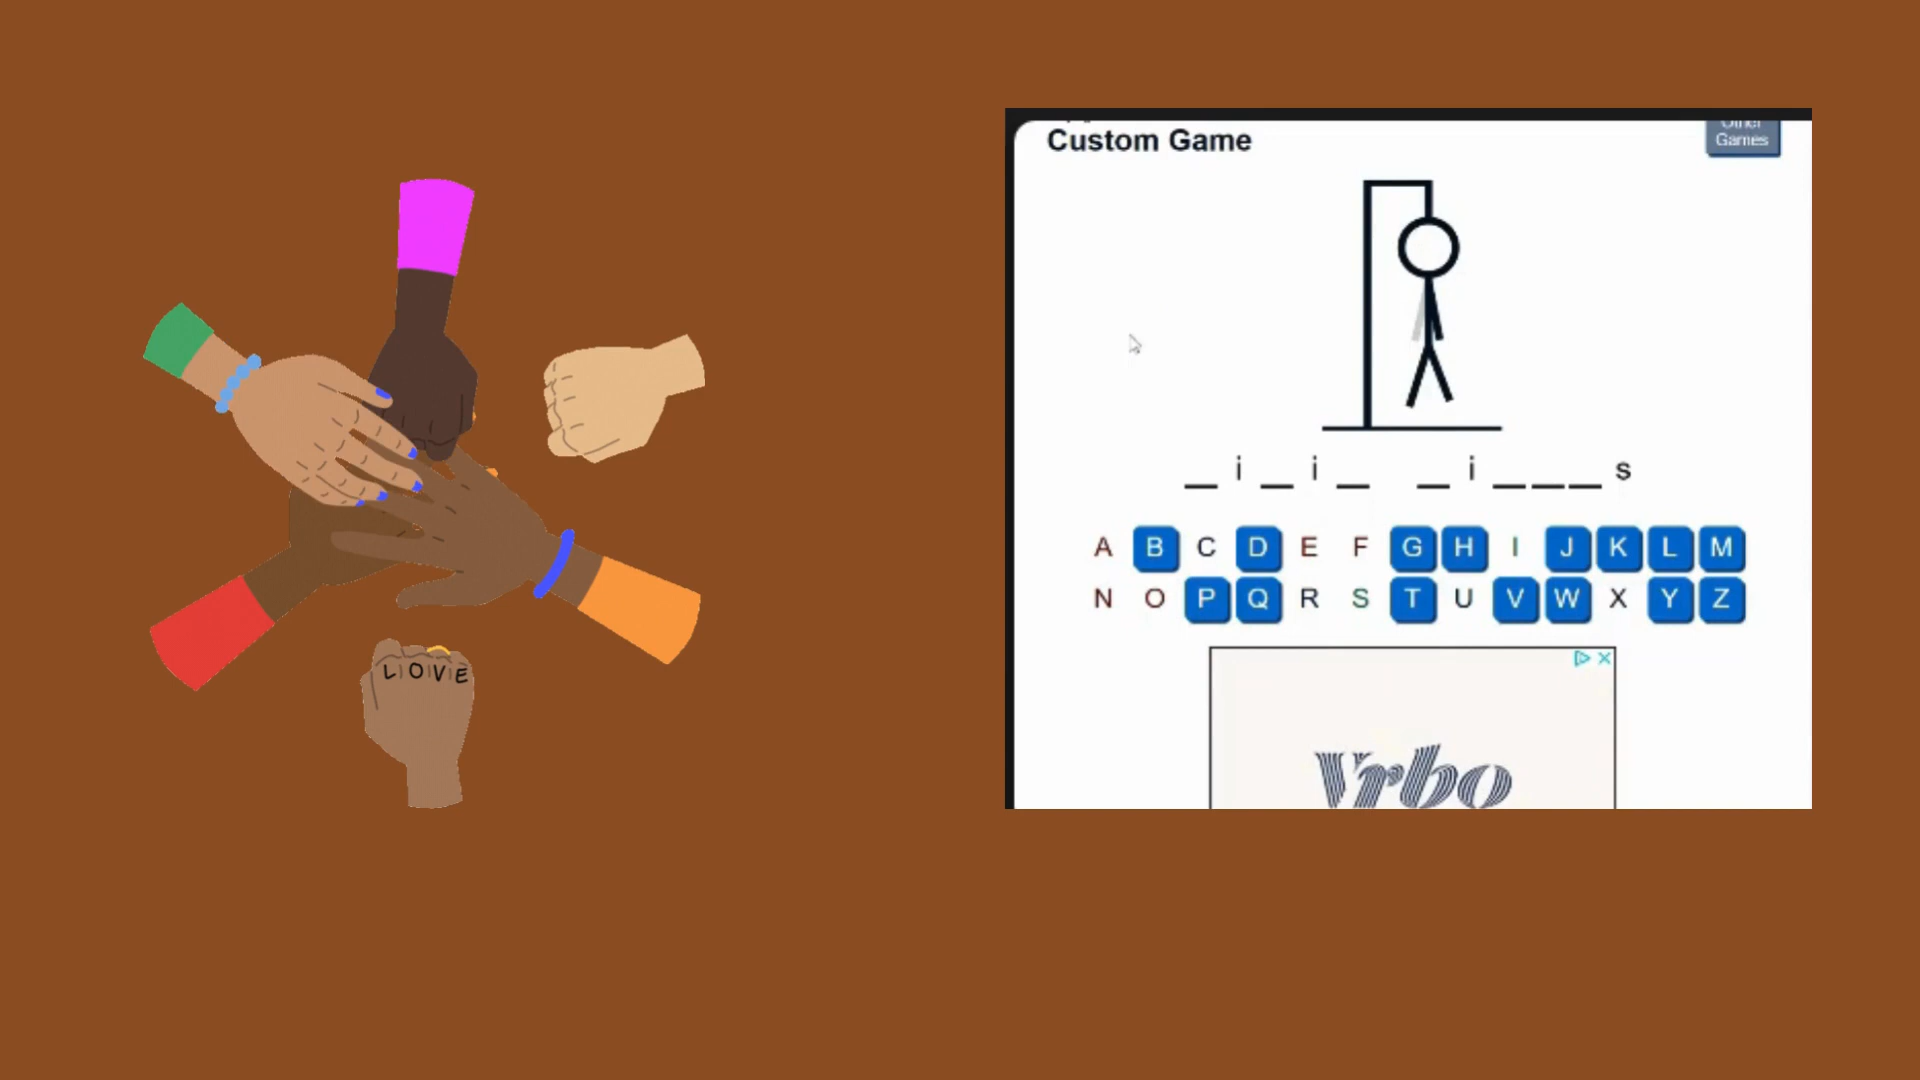 LOVE
Custom Game
Other
Games
_ i _ i _   _ i _ _ _ s
A B C D E F G H I J K L M
N O P Q R S T U V W X Y Z
Vrbo